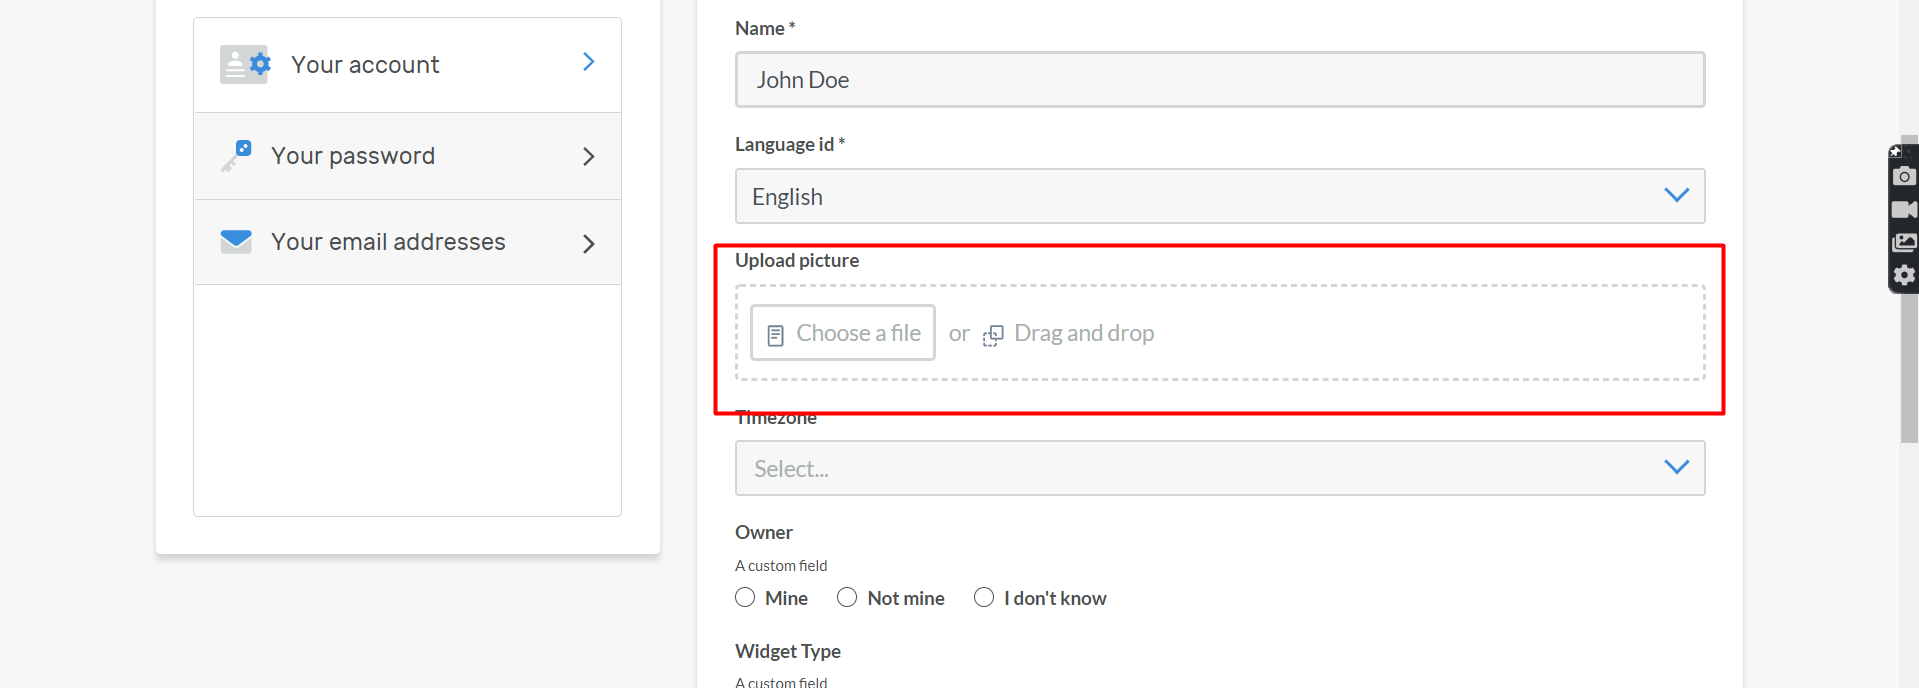 Your account
Your password
Your email addresses
Name *
John Doe
Language id *
English
Upload picture
Choose a file or Drag and drop
Timezone
Select...
Owner
A custom field
Mine Not mine I don't know
Widget Type
A custom field